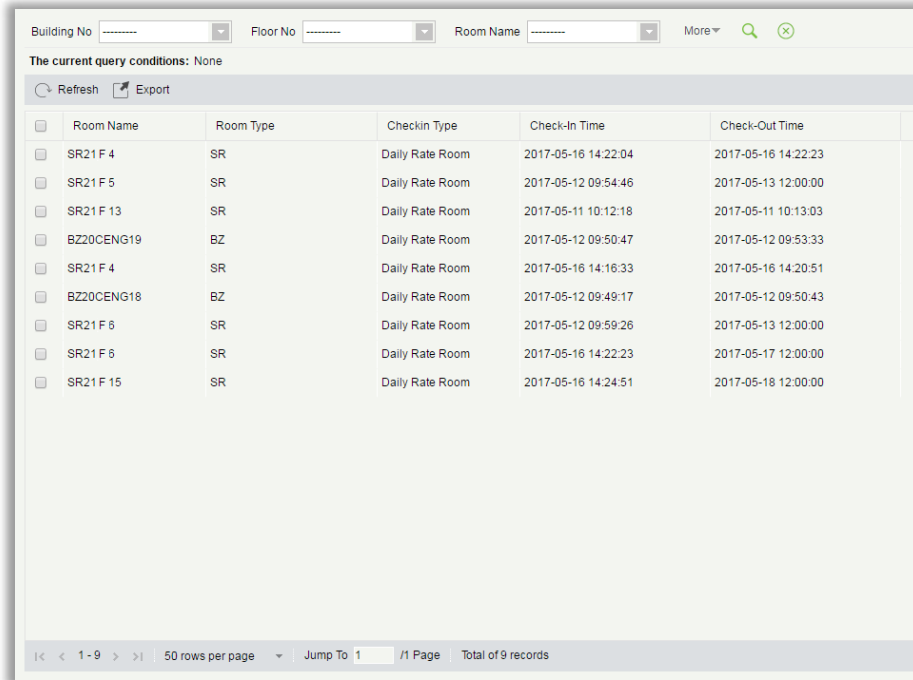 Building No --------- Floor No --------- Room Name --------- More
The current query conditions: None
Refresh Export
Room Name Room Type Checkin Type Check-In Time Check-Out Time
SR21 F 4 SR Daily Rate Room 2017-05-16 14:22:04 2017-05-16 14:22:23
SR21 F 5 SR Daily Rate Room 2017-05-12 09:54:46 2017-05-13 12:00:00
SR21 F 13 SR Daily Rate Room 2017-05-11 10:12:18 2017-05-11 10:13:03
BZ20CENG19 BZ Daily Rate Room 2017-05-12 09:50:47 2017-05-12 09:53:33
SR21 F 4 SR Daily Rate Room 2017-05-16 14:16:33 2017-05-16 14:20:51
BZ20CENG18 BZ Daily Rate Room 2017-05-12 09:49:17 2017-05-12 09:50:43
SR21 F 6 SR Daily Rate Room 2017-05-12 09:59:26 2017-05-13 12:00:00
SR21 F 6 SR Daily Rate Room 2017-05-16 14:22:23 2017-05-17 12:00:00
SR21 F 15 SR Daily Rate Room 2017-05-16 14:24:51 2017-05-18 12:00:00
1 - 9 50 rows per page Jump To 1 /1 Page Total of 9 records